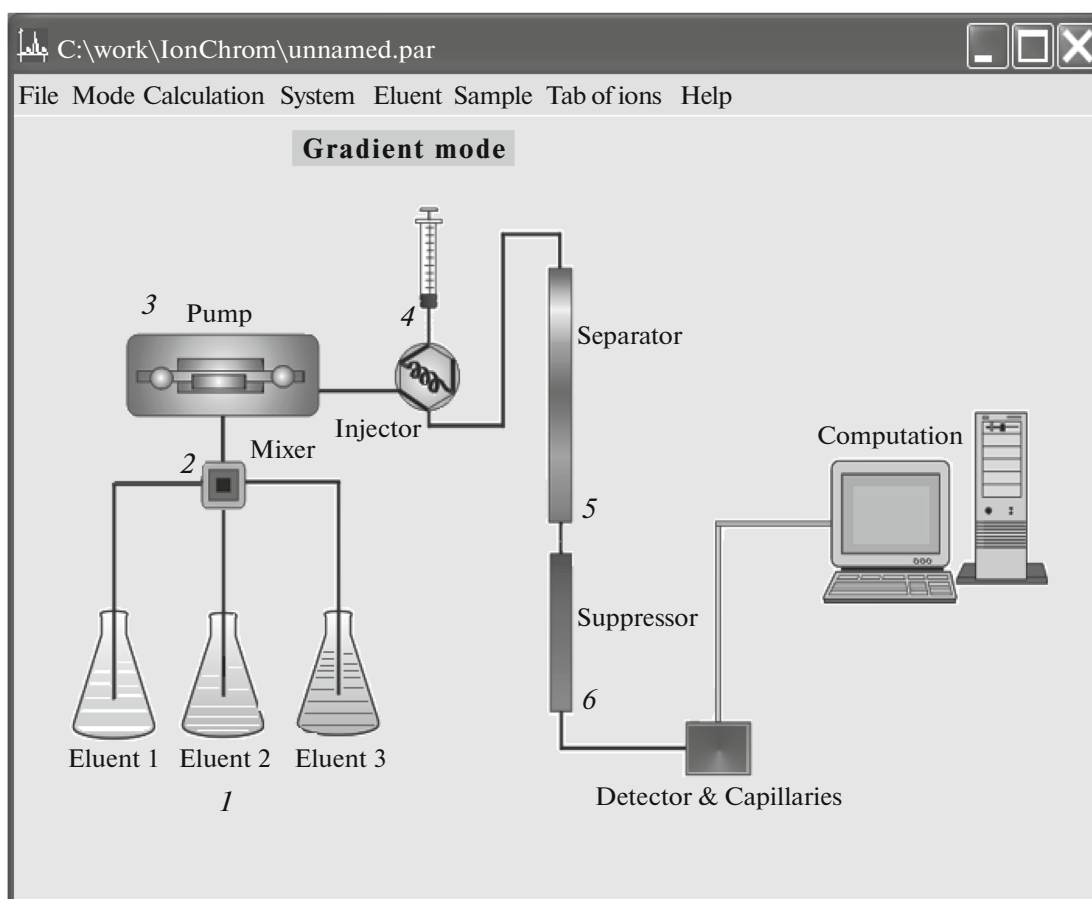 C:\work\IonChrom\unnamed.par
File Mode Calculation System Eluent Sample Tab of ions Help
Gradient mode
3
Pump
4
Injector
Separator
2
Mixer
5
Computation
Suppressor
6
Eluent 1 Eluent 2 Eluent 3
1
Detector & Capillaries